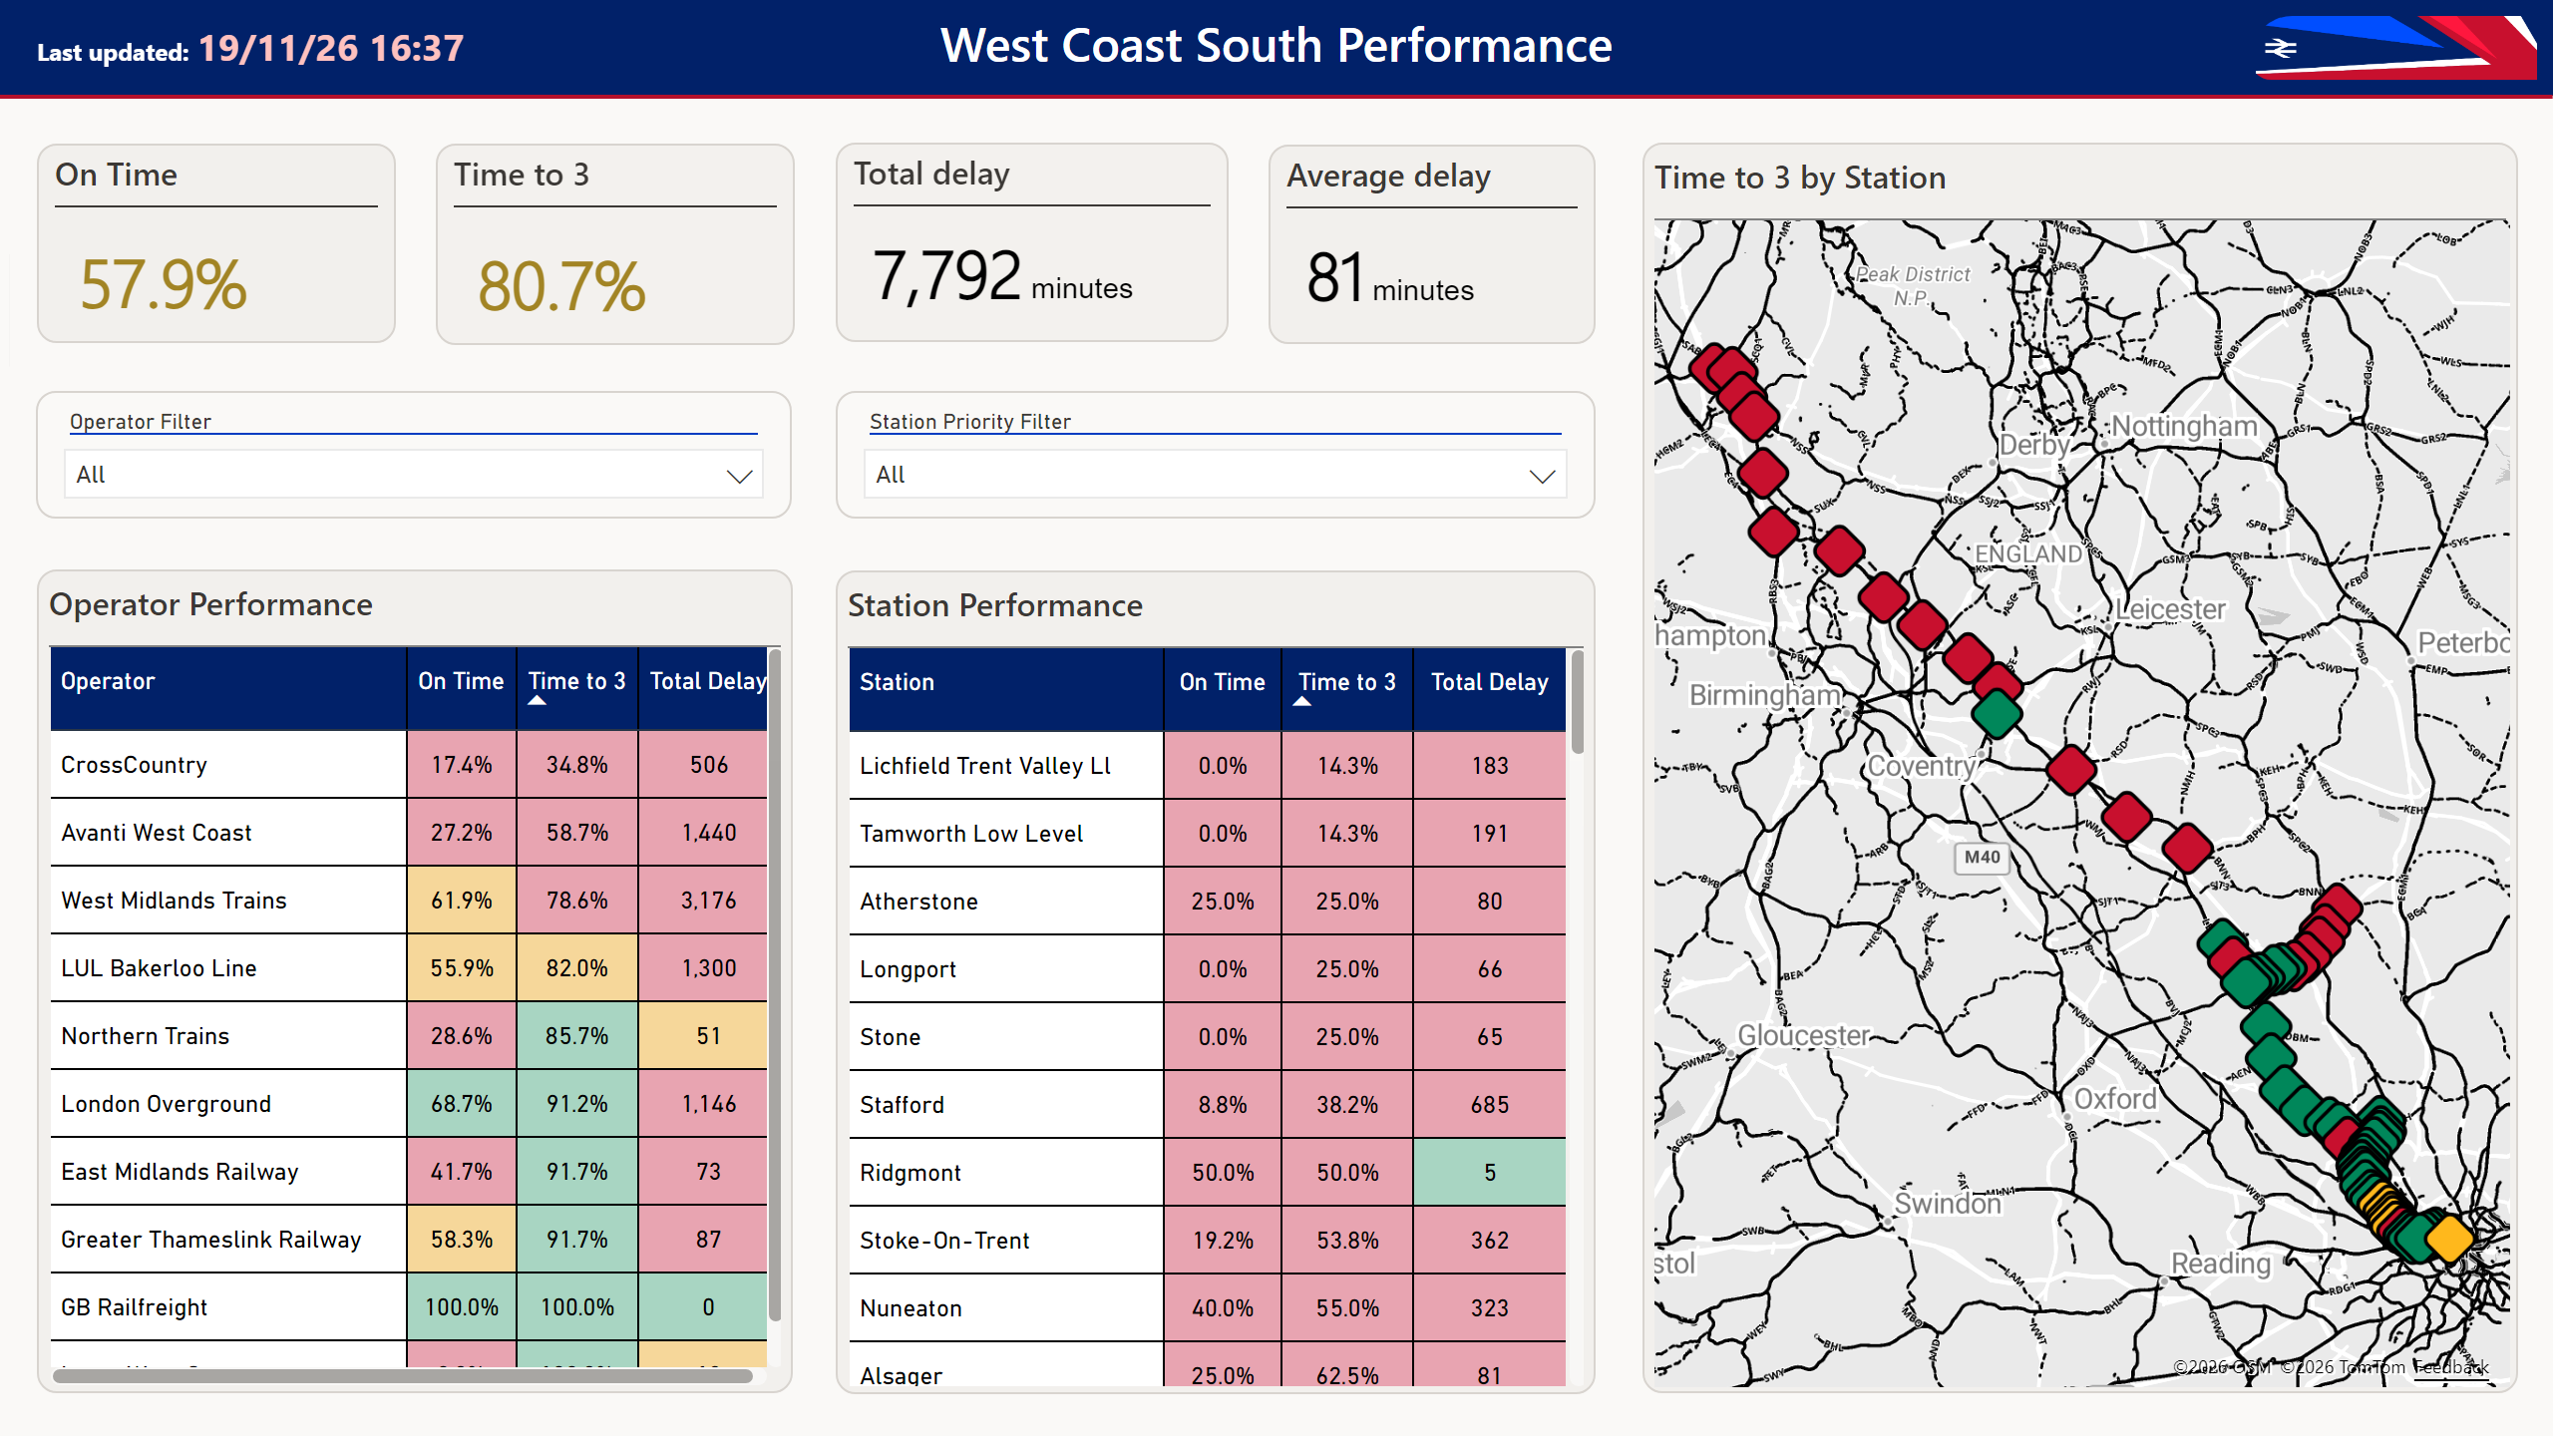 Last updated: 19/11/26 16:37
West Coast South Performance
On Time
57.9%
Time to 3
80.7%
Total delay
7,792 minutes
Average delay
81 minutes
Operator Filter
All
Station Priority Filter
All
Operator Performance
Operator On Time Time to 3 Total Delay
CrossCountry 17.4% 34.8% 506
Avanti West Coast 27.2% 58.7% 1,440
West Midlands Trains 61.9% 78.6% 3,176
LUL Bakerloo Line 55.9% 82.0% 1,300
Northern Trains 28.6% 85.7% 51
London Overground 68.7% 91.2% 1,146
East Midlands Railway 41.7% 91.7% 73
Greater Thameslink Railway 58.3% 91.7% 87
GB Railfreight 100.0% 100.0% 0
Station Performance
Station On Time Time to 3 Total Delay
Lichfield Trent Valley Ll 0.0% 14.3% 183
Tamworth Low Level 0.0% 14.3% 191
Atherstone 25.0% 25.0% 80
Longport 0.0% 25.0% 66
Stone 0.0% 25.0% 65
Stafford 8.8% 38.2% 685
Ridgmont 50.0% 50.0% 5
Stoke-On-Trent 19.2% 53.8% 362
Nuneaton 40.0% 55.0% 323
Alsager 25.0% 62.5% 81
Time to 3 by Station
Peak District
N.P.
Nottingham
Derby
ENGLAND
Leicester
hampton
Peterbo
Birmingham
Coventry
M40
Gloucester
Oxford
Swindon
stol
Reading
©2026 OSM ©2026 TomTom Feedback